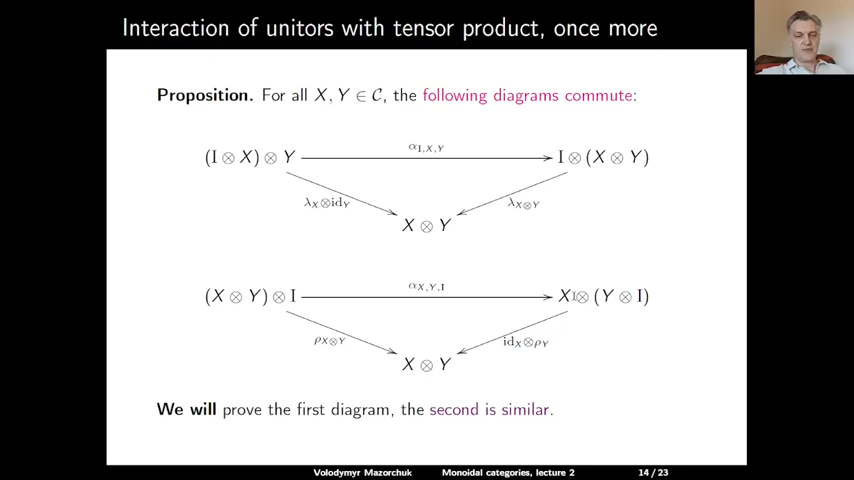 Interaction of unitors with tensor product, once more
Proposition. For all X, Y ∈ 𝒞, the following diagrams commute:
(I ⊗ X) ⊗ Y α_{I,X,Y} I ⊗ (X ⊗ Y)
λ_X⊗id_Y λ_{X⊗Y}
X ⊗ Y
(X ⊗ Y) ⊗ I α_{X,Y,I} X ⊗ (Y ⊗ I)
ρ_{X⊗Y} id_X⊗ρ_Y
X ⊗ Y
We will prove the first diagram, the second is similar.
Volodymyr Mazorchuk Monoidal categories, lecture 2 14 / 23